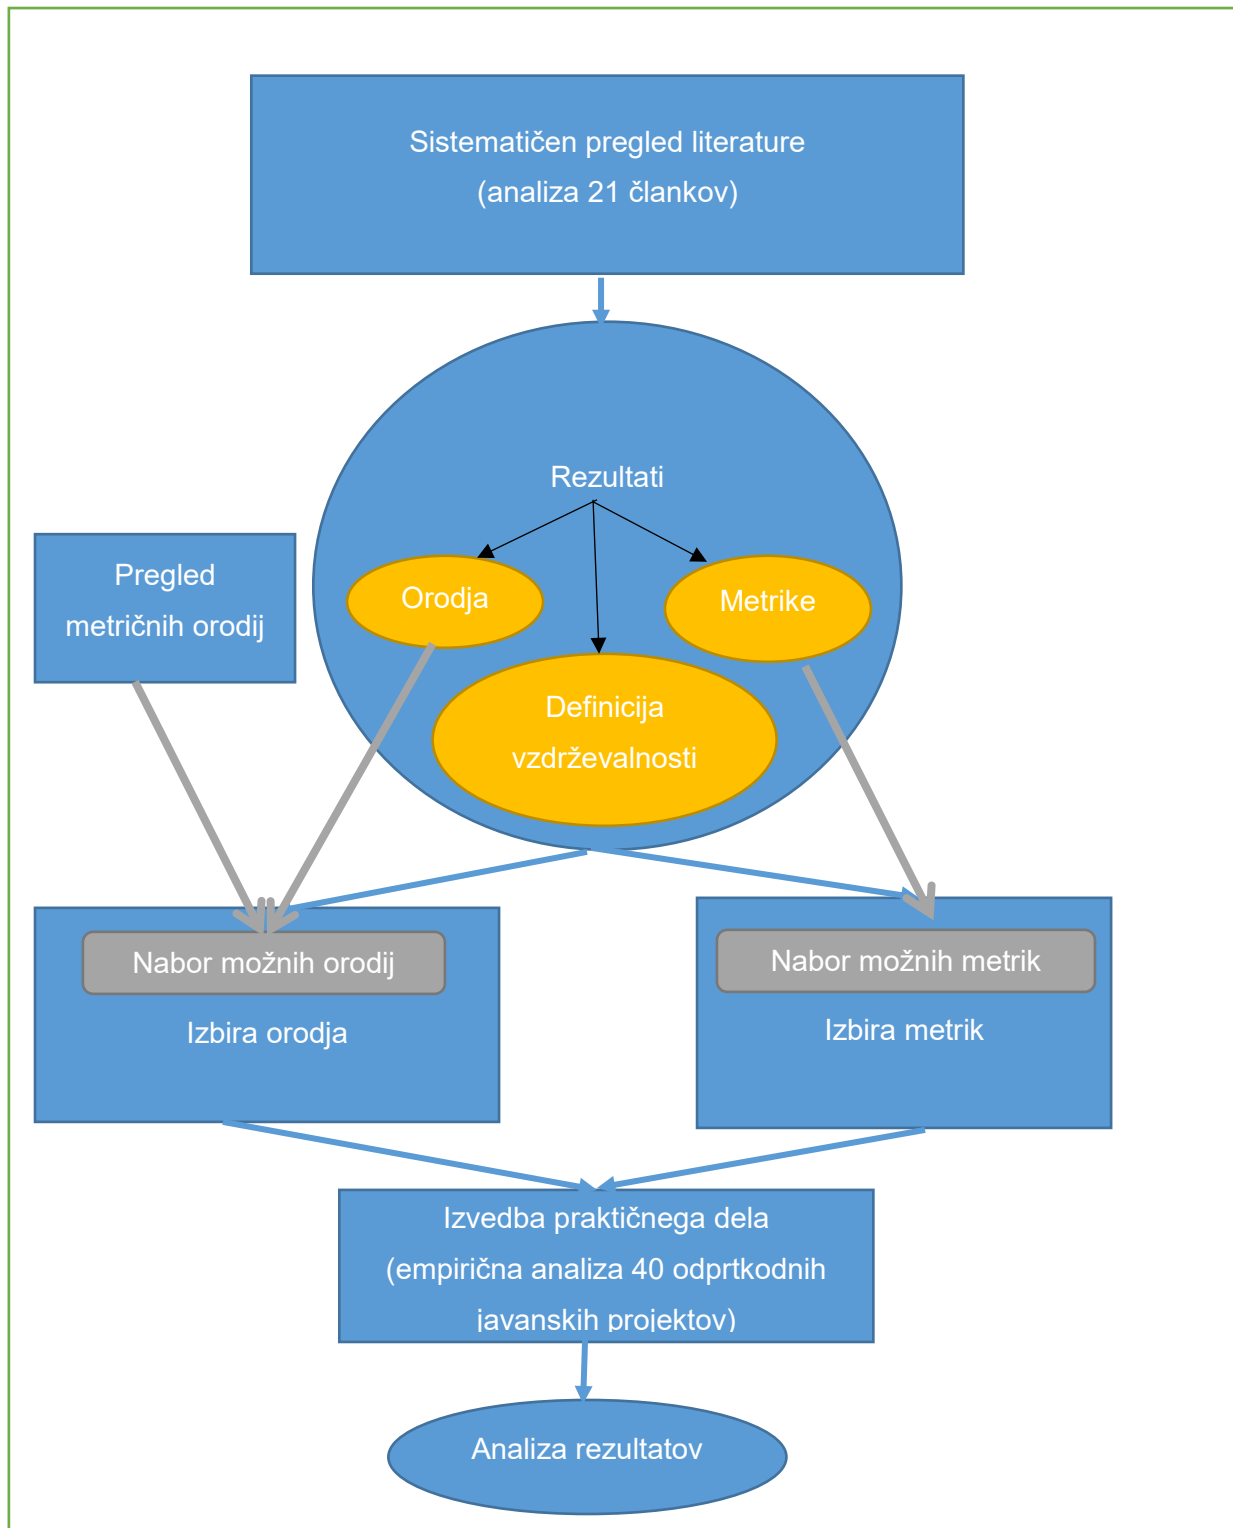 Sistematičen pregled literature
(analiza 21 člankov)
Rezultati
Pregled
metričnih orodij
Orodja
Metrike
Definicija
vzdrževalnosti
Nabor možnih orodij
Izbira orodja
Nabor možnih metrik
Izbira metrik
Izvedba praktičnega dela
(empirična analiza 40 odprtkodnih
javanskih projektov)
Analiza rezultatov